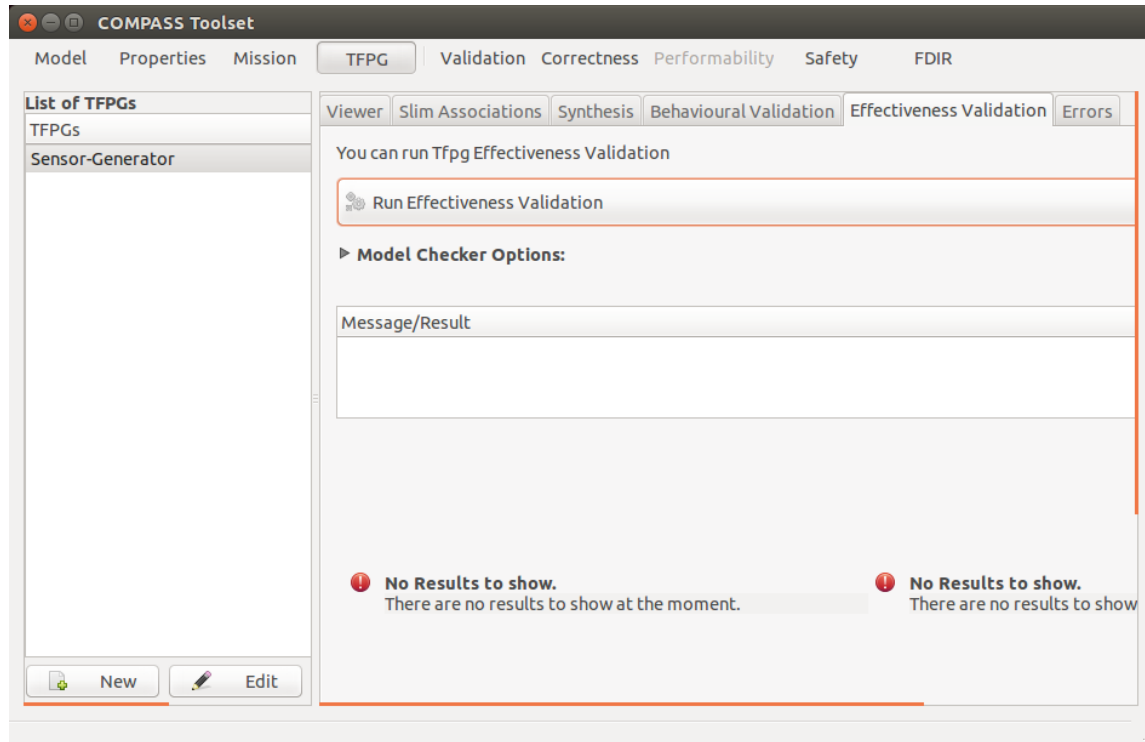 COMPASS Toolset
Model Properties Mission TFPG Validation Correctness Performability Safety FDIR
List of TFPGs
TFPGs
Sensor-Generator
New Edit
Viewer Slim Associations Synthesis Behavioural Validation Effectiveness Validation Errors
You can run Tfpg Effectiveness Validation
Run Effectiveness Validation
Model Checker Options:
Message/Result
No Results to show.
There are no results to show at the moment.
No Results to show.
There are no results to show